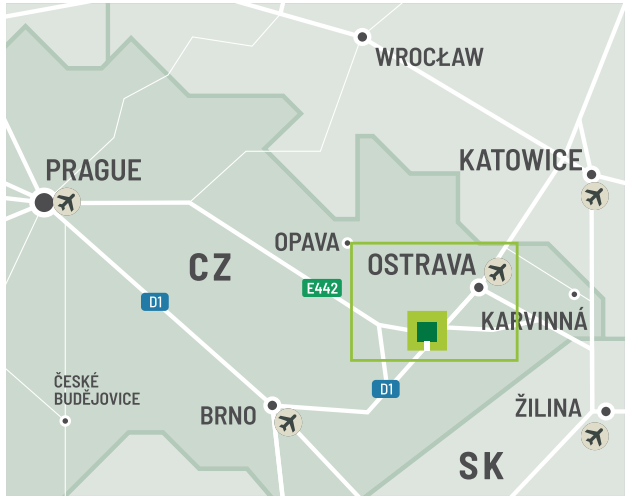 WROCŁAW
KATOWICE
PRAGUE
OPAVA
OSTRAVA
CZ
E442
D1
KARVINNÁ
D1
ČESKÉ
BUDĚJOVICE
BRNO
ŽILINA
SK